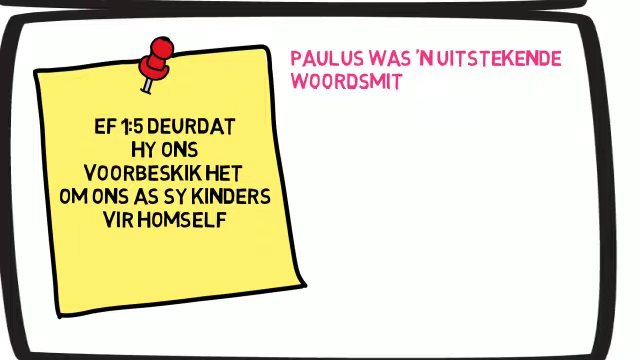 PAULUS WAS 'N UITSTEKENDE
WOORDSMIT
EF 1:5 DEURDAT
HY ONS
VOORBESKIK HET
OM ONS AS SY KINDERS
VIR HOMSELF